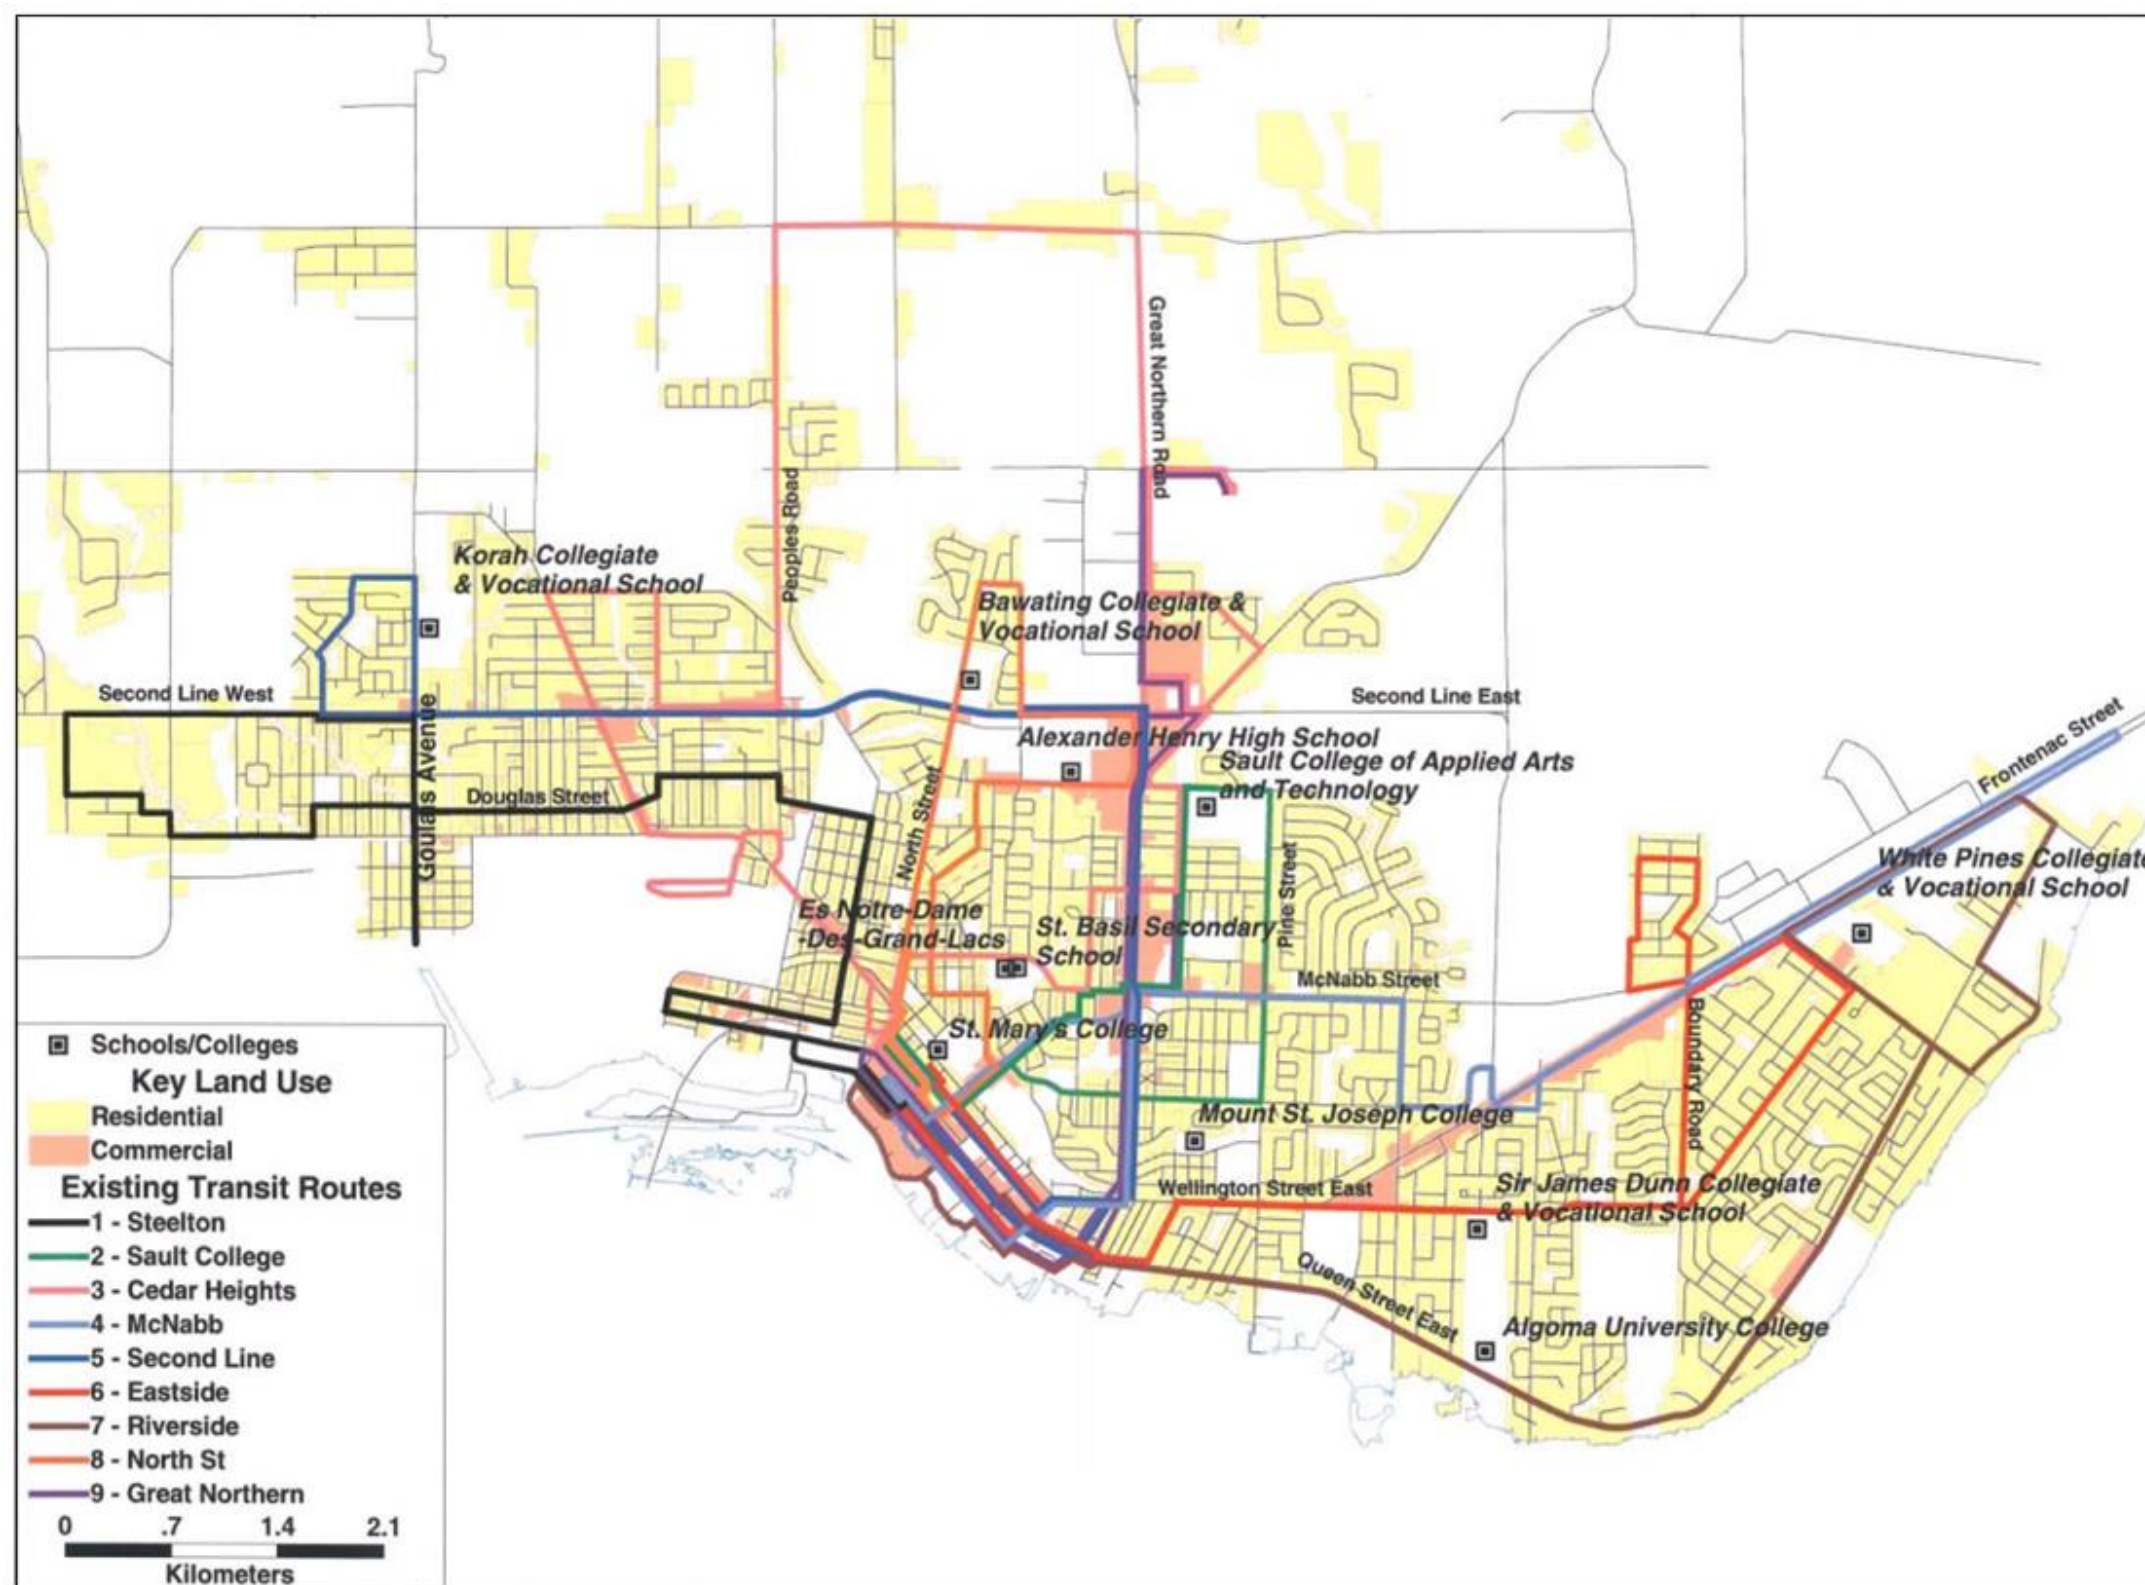 Great Northern Road
Peoples Road
Korah Collegiate
& Vocational School
Bawating Collegiate &
Vocational School
Second Line West
Second Line East
Goulas Avenue
Alexander Henry High School
Sault College of Applied Arts
and Technology
Douglas Street
North Street
Frontenac Street
Pine Street
White Pines Collegiate
& Vocational School
Es Notre-Dame
-Des-Grand-Lacs
St. Basil Secondary
School
McNabb Street
St. Mary's College
Boundary Road
Mount St. Joseph College
Wellington Street East
Sir James Dunn Collegiate
& Vocational School
Queen Street East
Algoma University College
Schools/Colleges
Key Land Use
Residential
Commercial
Existing Transit Routes
1 - Steelton
2 - Sault College
3 - Cedar Heights
4 - McNabb
5 - Second Line
6 - Eastside
7 - Riverside
8 - North St
9 - Great Northern
0 .7 1.4 2.1
Kilometers